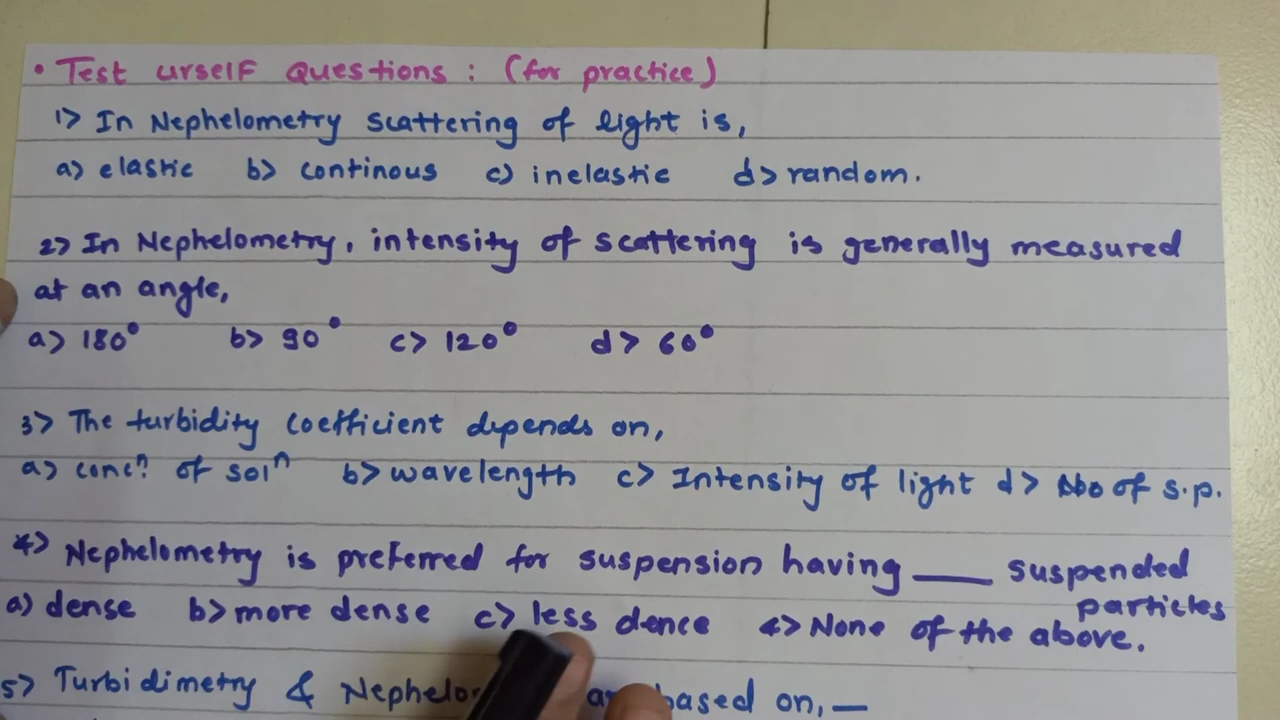 • Test urself Questions : (for practice)
1> In Nephelometry scattering of light is,
a) elastic b> continous c) inelastic d> random.
2> In Nephelometry, intensity of scattering is generally measured
at an angle,
a> 180° b> 90° c> 120° d> 60°
3> The turbidity coefficient depends on,
a> concⁿ. of solⁿ b> wavelength c> Intensity of light d> No of s.p.
4> Nephelometry is preferred for suspension having ___ suspended
particles
a) dense b> more dense c> less dence 4> None of the above.
5> Turbidimetry & based on, —